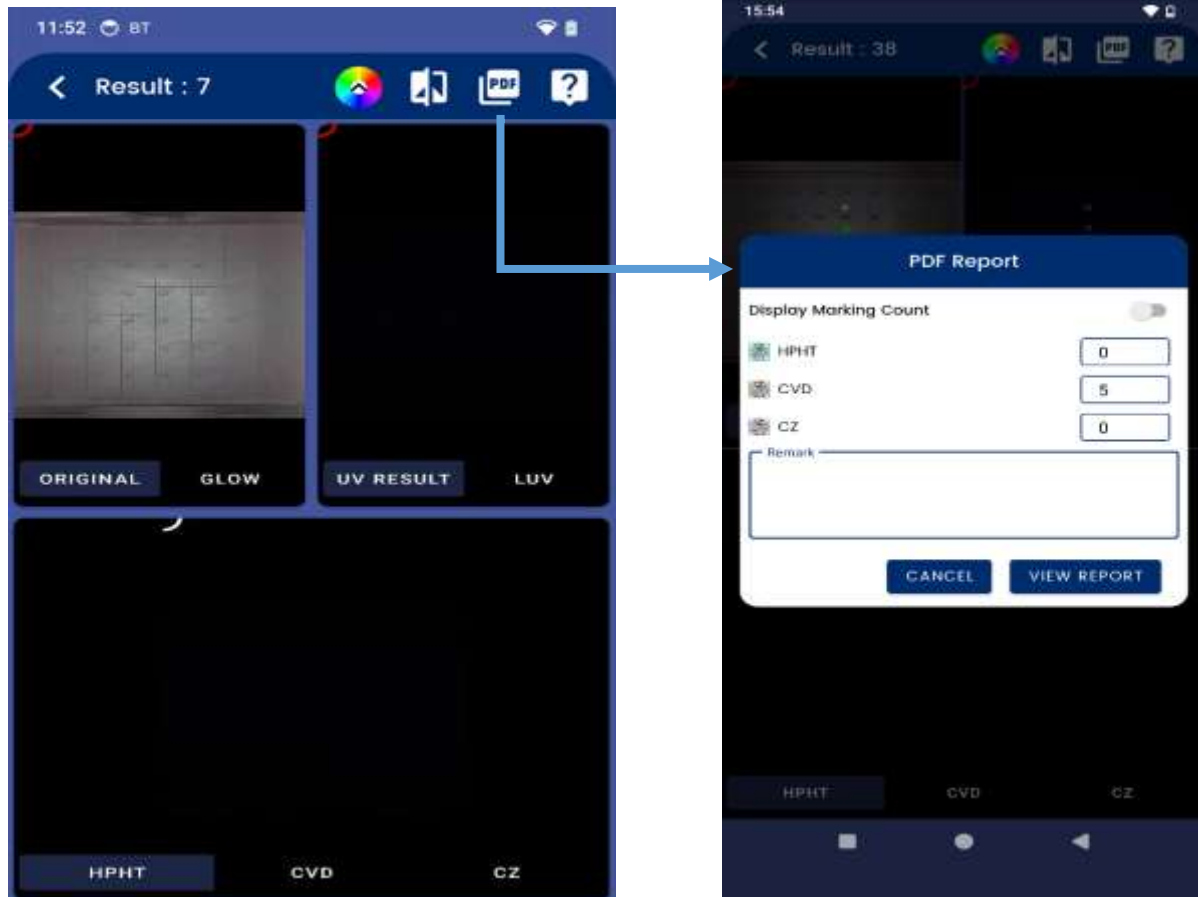 11:52 BT
Result : 7
PDF
?
ORIGINAL GLOW
UV RESULT LUV
HPHT CVD CZ
15:54
Result : 38
PDF
?
PDF Report
Display Marking Count
HPHT 0
CVD 5
CZ 0
Remark
CANCEL VIEW REPORT
HPHT CVD CZ